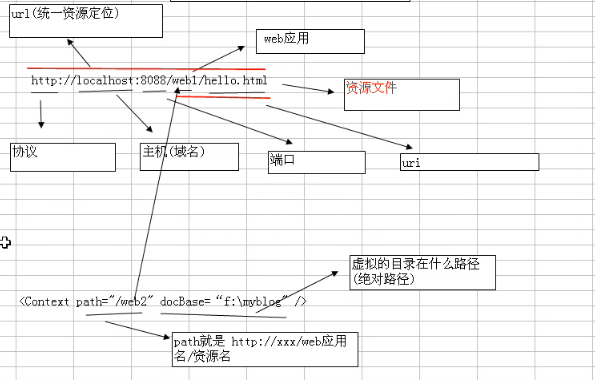 url(统一资源定位)
web应用
http://localhost:8088/web1/hello.html
资源文件
协议
主机(域名)
端口
uri
虚拟的目录在什么路径
(绝对路径)
<Context path="/web2" docBase=“f:\myblog” />
path就是 http://xxx/web应用
名/资源名